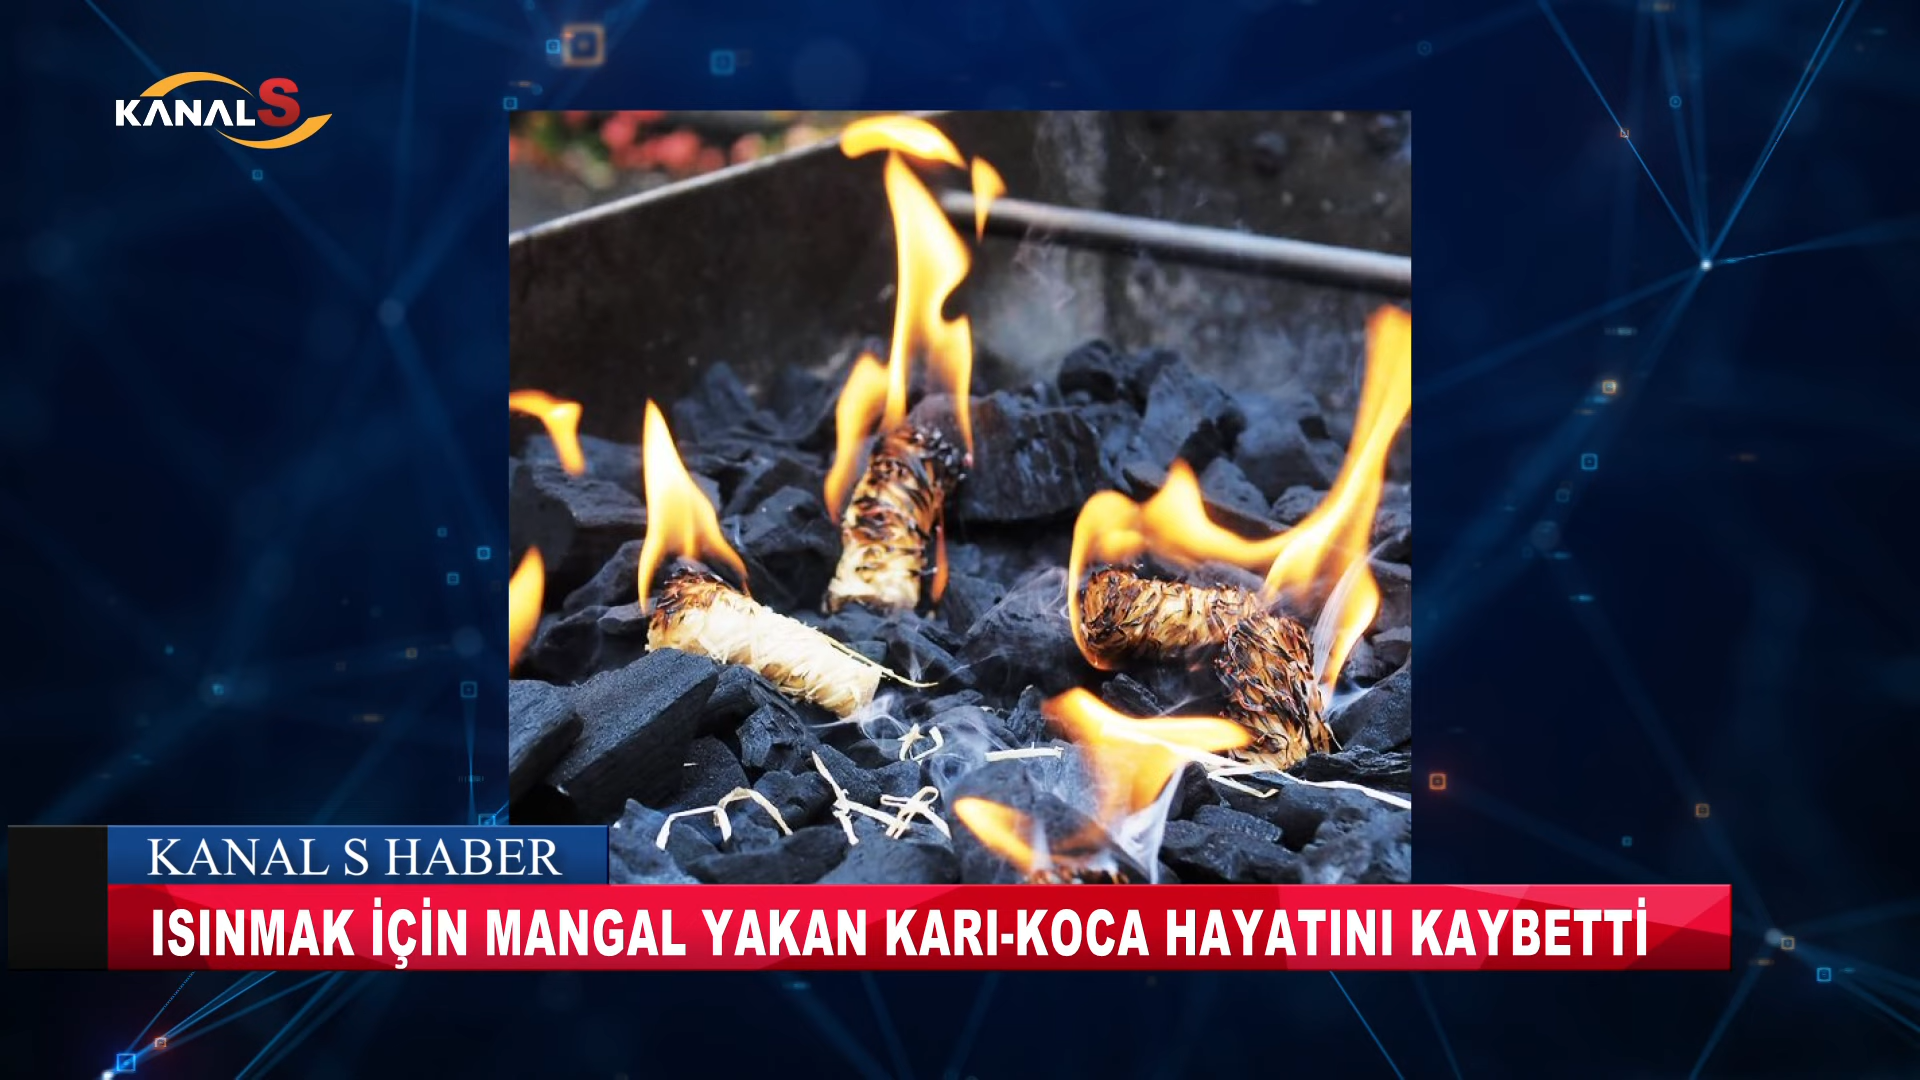 KANAL S
KANAL S HABER
ISINMAK İÇİN MANGAL YAKAN KARI-KOCA HAYATINI KAYBETTİ